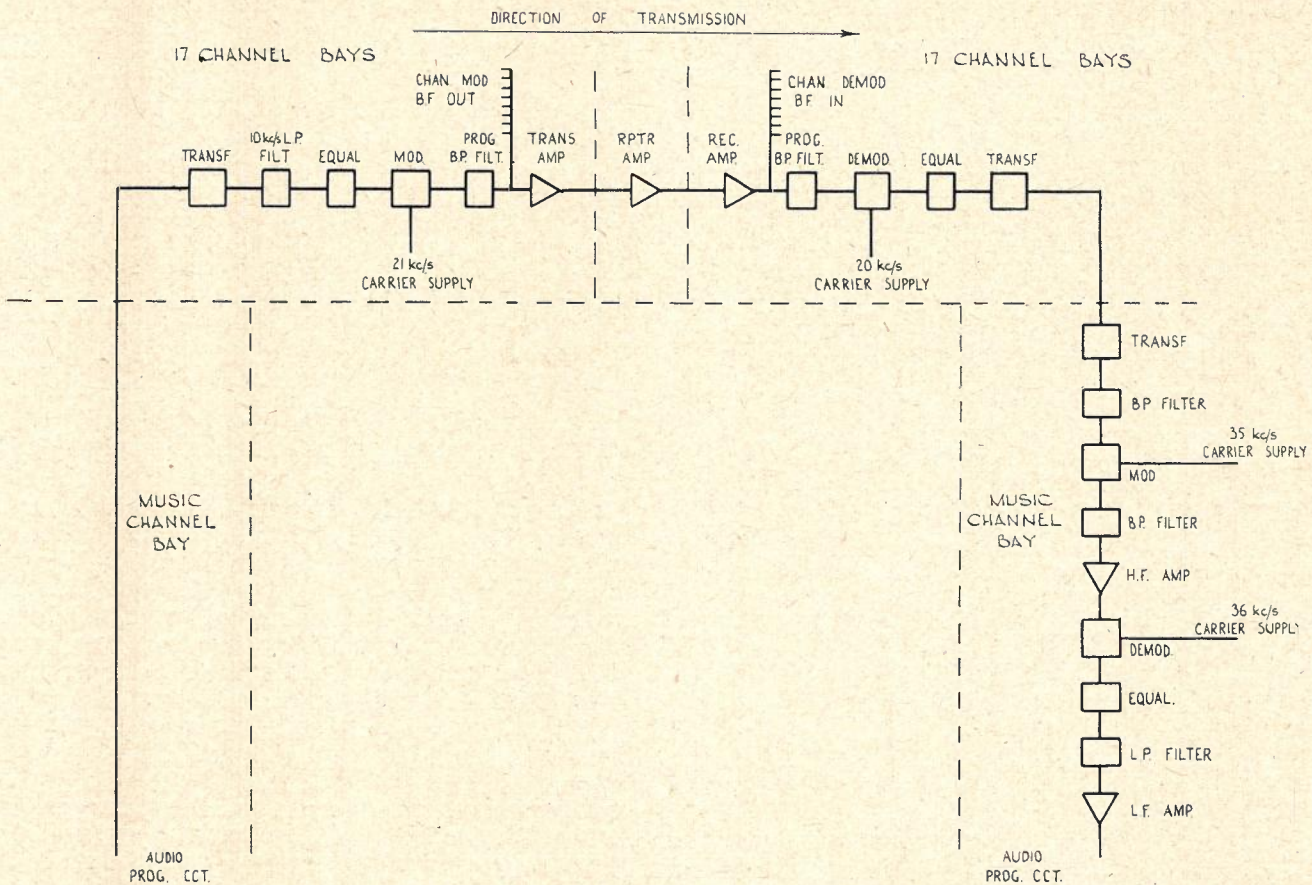 DIRECTION OF TRANSMISSION
17 CHANNEL BAYS
17 CHANNEL BAYS
CHAN. MOD
BF OUT
CHAN. DEMOD
BF IN
TRANSF
10kc/s L.P.
FILT
EQUAL
MOD.
PROG
B.P. FILT.
TRANS
AMP
RPTR
AMP
REC.
AMP.
PROG.
BP FILT.
DEMOD
EQUAL
TRANSF
21 kc/s
CARRIER SUPPLY
20 kc/s
CARRIER SUPPLY
TRANSF
BP FILTER
35 kc/s
CARRIER SUPPLY
MOD
MUSIC
CHANNEL
BAY
MUSIC
CHANNEL
BAY
BP. FILTER
H.F. AMP
36 kc/s
CARRIER SUPPLY
DEMOD.
EQUAL.
L.P. FILTER
L.F. AMP.
AUDIO
PROG. CCT.
AUDIO
PROG. CCT.